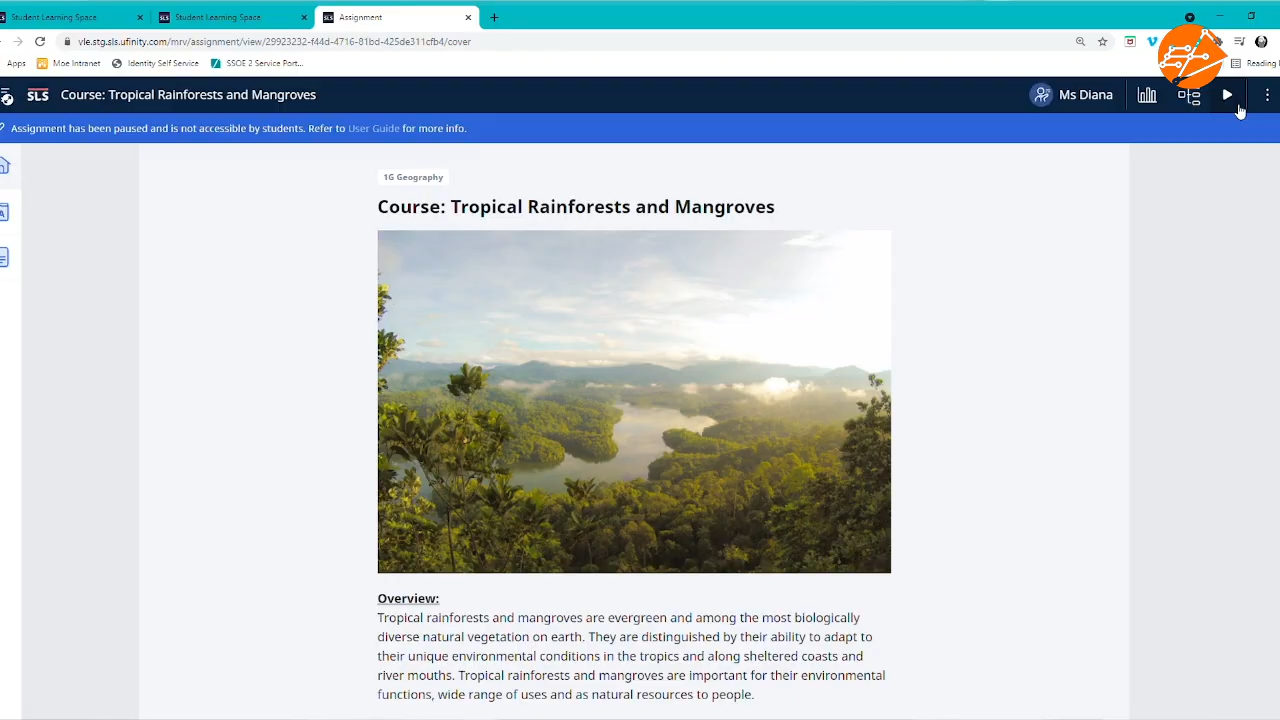 Student Learning Space
Student Learning Space
Assignment
vle.stg.sls.ufinity.com/mrv/assignment/view/29923232-f44d-4716-81bd-425de311cfb4/cover
Apps
Moe Intranet
Identity Self Service
SSOE 2 Service Port...
Reading
SLS
Course: Tropical Rainforests and Mangroves
Ms Diana
Assignment has been paused and is not accessible by students. Refer to User Guide for more info.
1G Geography
Course: Tropical Rainforests and Mangroves
Overview:
Tropical rainforests and mangroves are evergreen and among the most biologically
diverse natural vegetation on earth. They are distinguished by their ability to adapt to
their unique environmental conditions in the tropics and along sheltered coasts and
river mouths. Tropical rainforests and mangroves are important for their environmental
functions, wide range of uses and as natural resources to people.